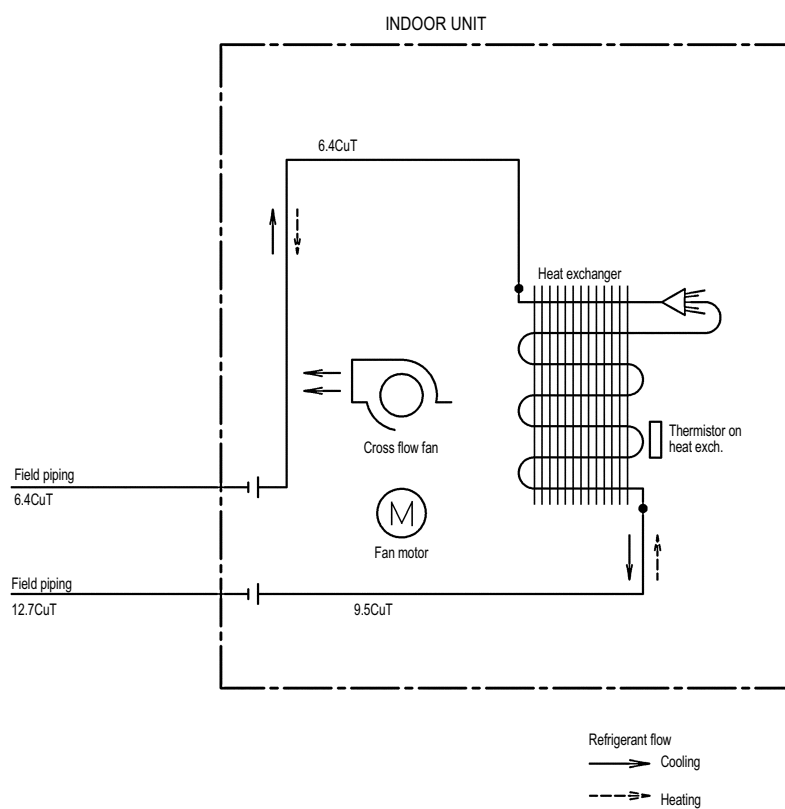 INDOOR UNIT
6.4CuT
Heat exchanger
Cross flow fan
Thermistor on
heat exch.
Field piping
6.4CuT
M
Fan motor
Field piping
12.7CuT
9.5CuT
Refrigerant flow
Cooling
Heating